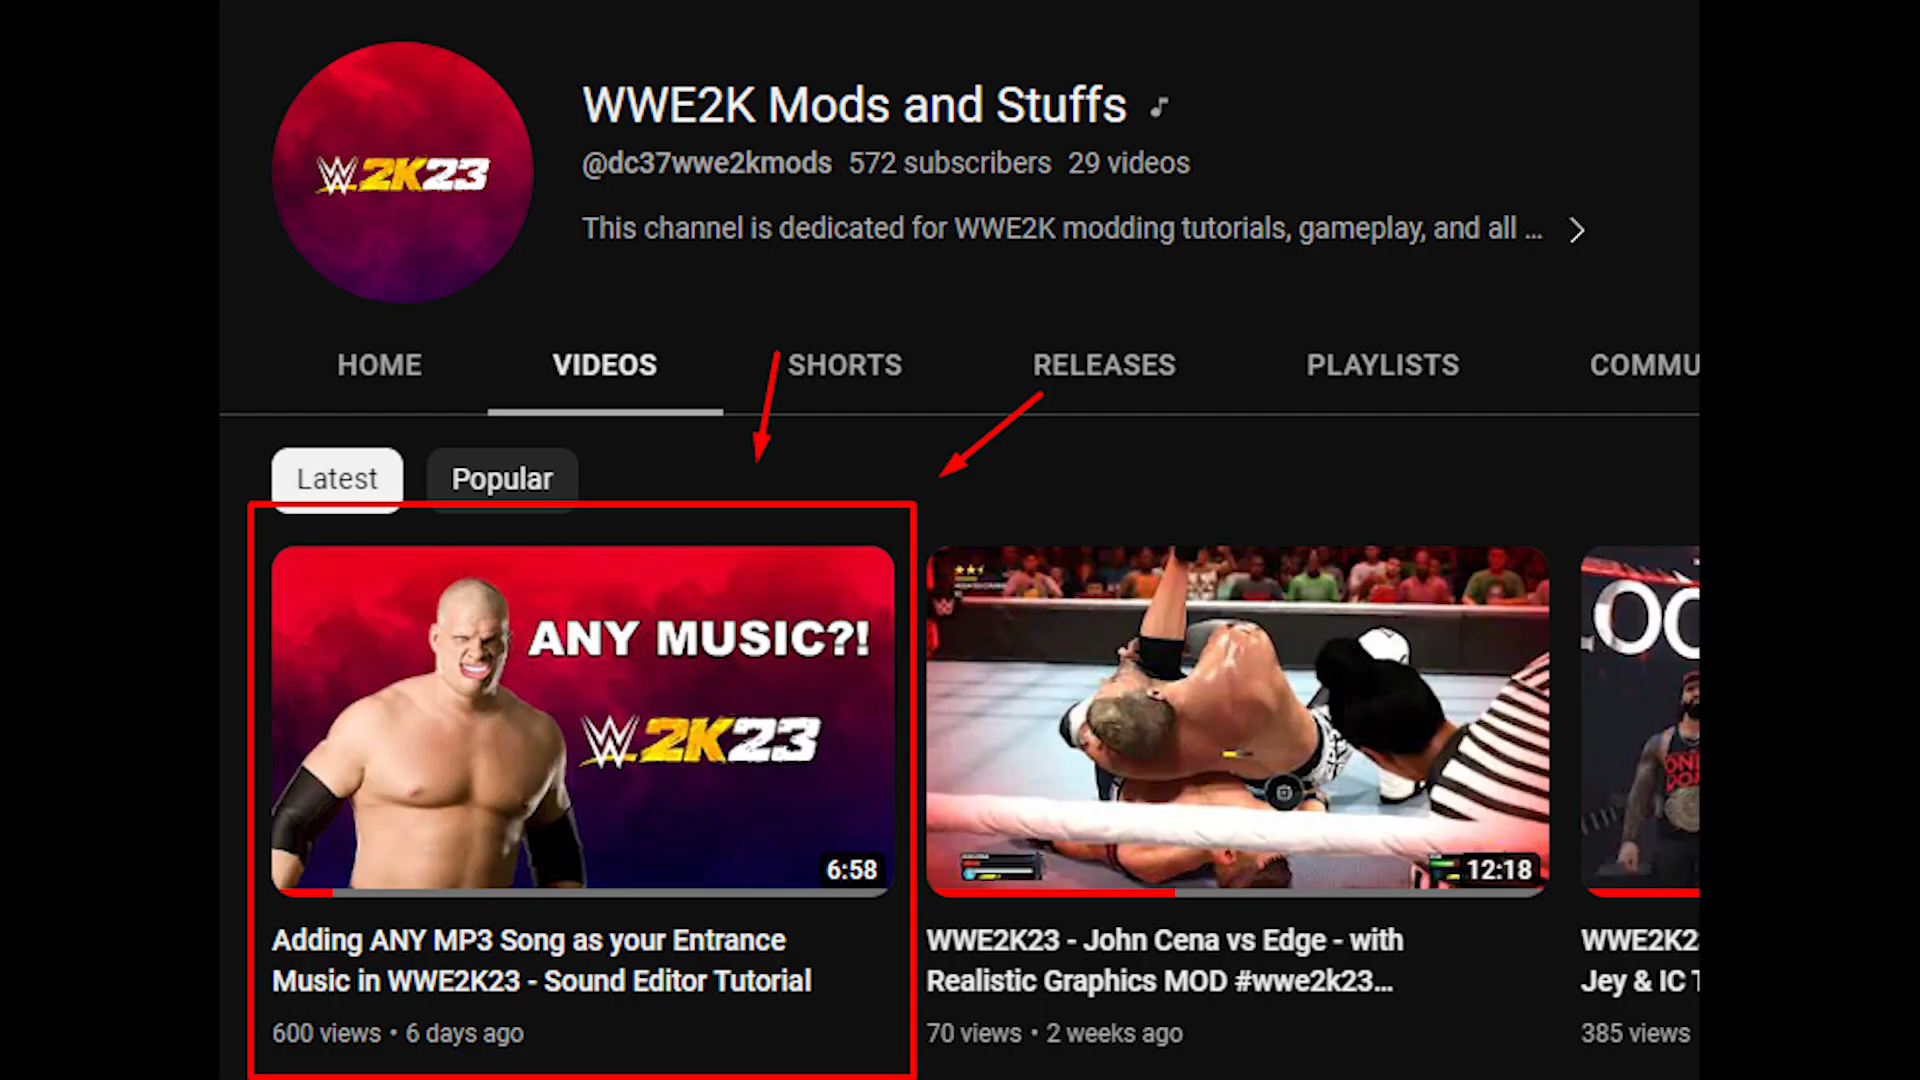 WWE2K Mods and Stuffs
@dc37wwe2kmods 572 subscribers 29 videos
This channel is dedicated for WWE2K modding tutorials, gameplay, and all ...
W 2K23
HOME VIDEOS SHORTS RELEASES PLAYLISTS COMMU
Latest Popular
ANY MUSIC?!
W 2K23
6:58
12:18
Adding ANY MP3 Song as your Entrance
Music in WWE2K23 - Sound Editor Tutorial
600 views • 6 days ago
WWE2K23 - John Cena vs Edge - with
Realistic Graphics MOD #wwe2k23...
70 views • 2 weeks ago
WWE2K2
Jey & IC T
385 views